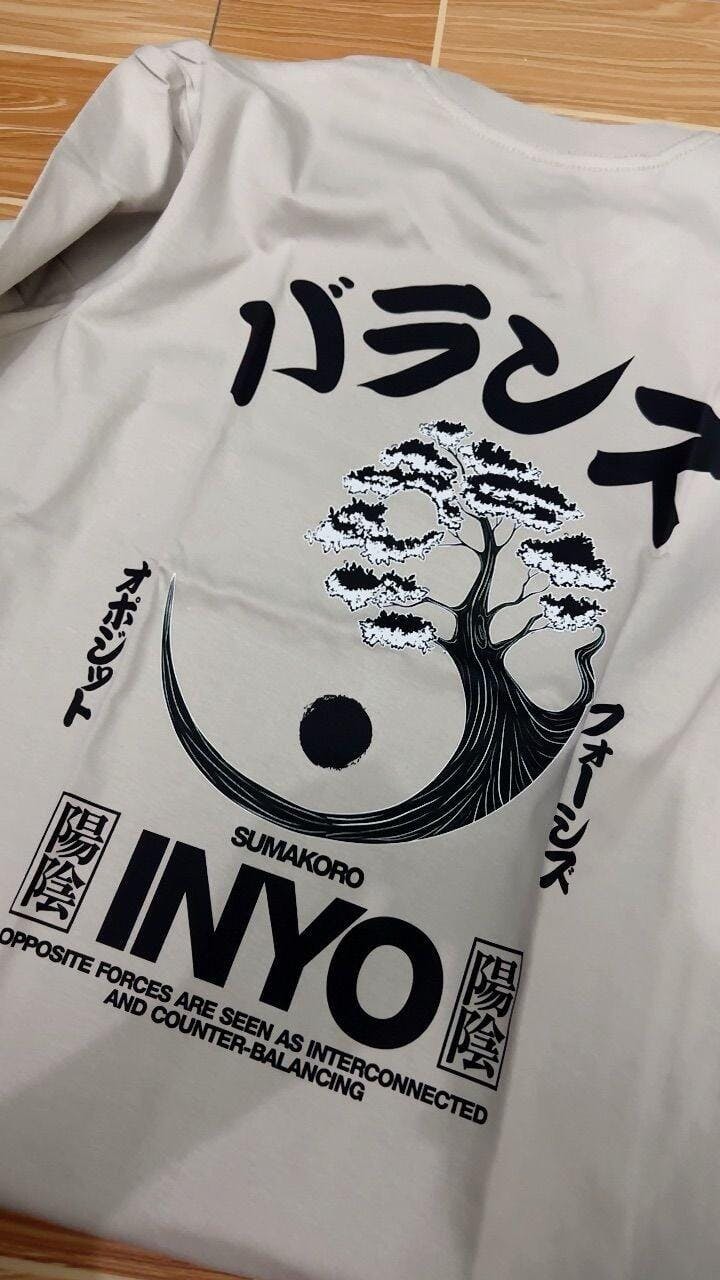 バランス
オポジット
フォーシズ
SUMAKORO
INYO
陽陰
陽陰
OPPOSITE FORCES ARE SEEN AS INTERCONNECTED
AND COUNTER-BALANCING